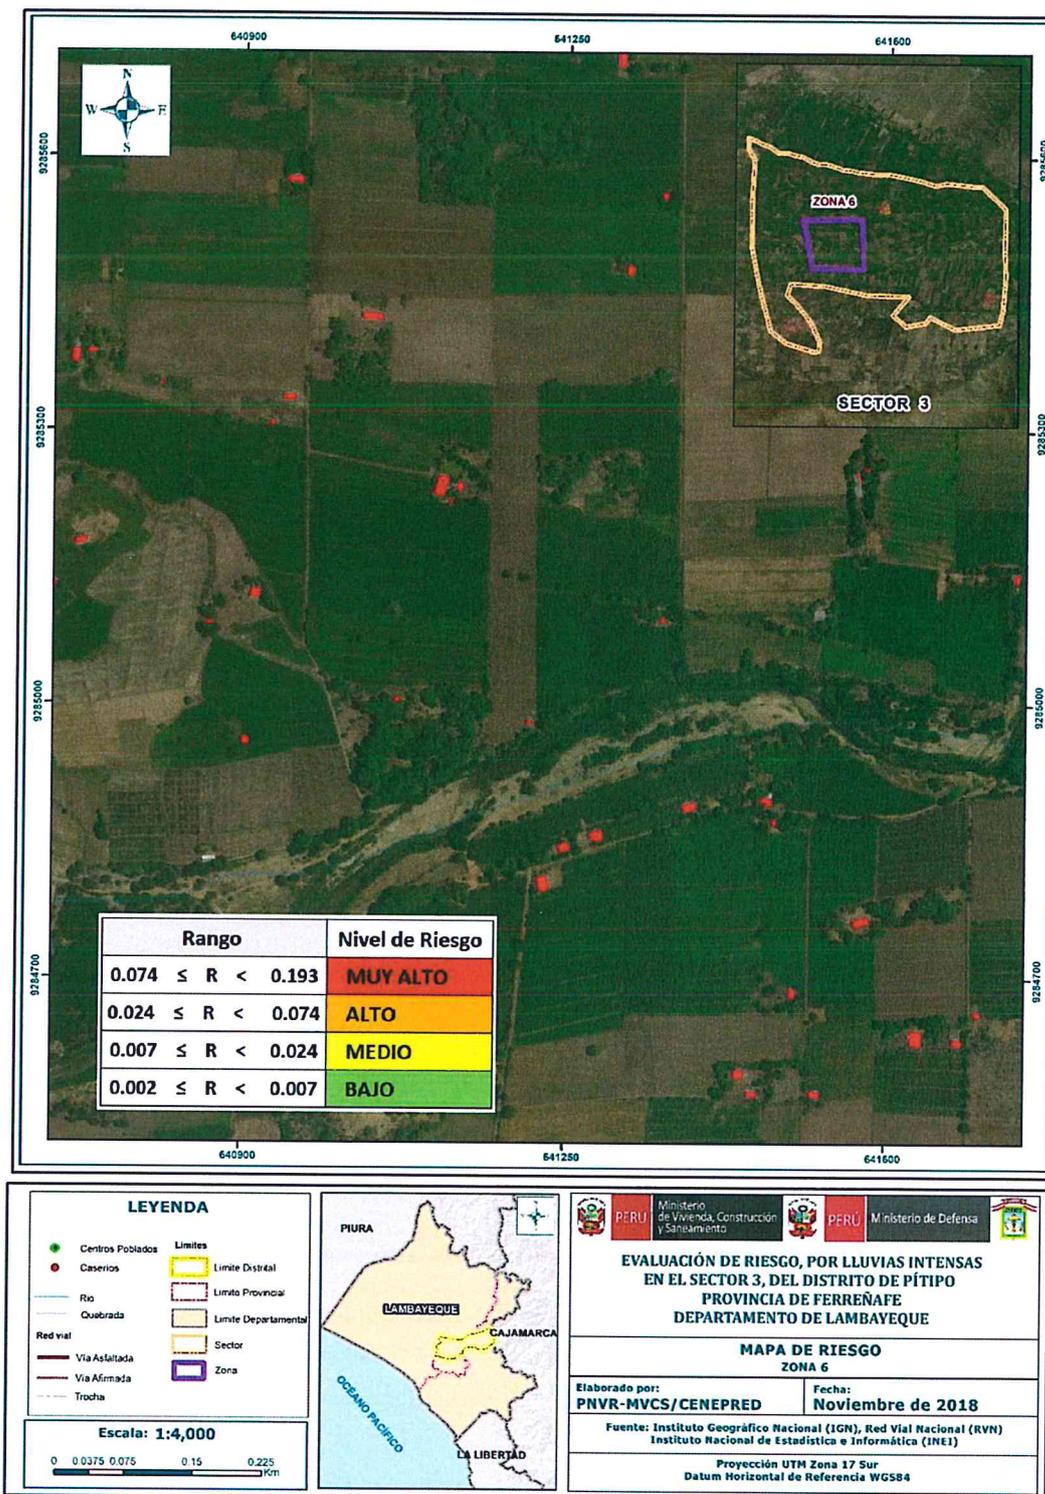 640900 641250 641600
N
W E
S
9285600
9285600
ZONA 6
SECTOR 3
9285300
9285300
9285000
9285000
Rango Nivel de Riesgo
0.074 ≤ R < 0.193 MUY ALTO
0.024 ≤ R < 0.074 ALTO
0.007 ≤ R < 0.024 MEDIO
0.002 ≤ R < 0.007 BAJO
9284700
9284700
640900 641250 641600
LEYENDA
Centros Poblados
Caserios
Rio
Quebrada
Red vial
Via Asfaltada
Via Afirmada
Trocha
Limites
Limite Distrital
Limite Provincial
Limite Departamental
Sector
Zona
Escala: 1:4,000
0 0.0375 0.075 0.15 0.225
Km
PIURA
LAMBAYEQUE
CAJAMARCA
OCÉANO PACÍFICO
LA LIBERTAD
PERÚ Ministerio
de Vivienda, Construcción
y Saneamiento
PERÚ Ministerio de Defensa
EVALUACIÓN DE RIESGO, POR LLUVIAS INTENSAS
EN EL SECTOR 3, DEL DISTRITO DE PÍTIPO
PROVINCIA DE FERREÑAFE
DEPARTAMENTO DE LAMBAYEQUE
MAPA DE RIESGO
ZONA 6
Elaborado por:
PNVR-MVCS/CENEPRED
Fecha:
Noviembre de 2018
Fuente: Instituto Geográfico Nacional (IGN), Red Vial Nacional (RVN)
Instituto Nacional de Estadística e Informática (INEI)
Proyección UTM Zona 17 Sur
Datum Horizontal de Referencia WGS84